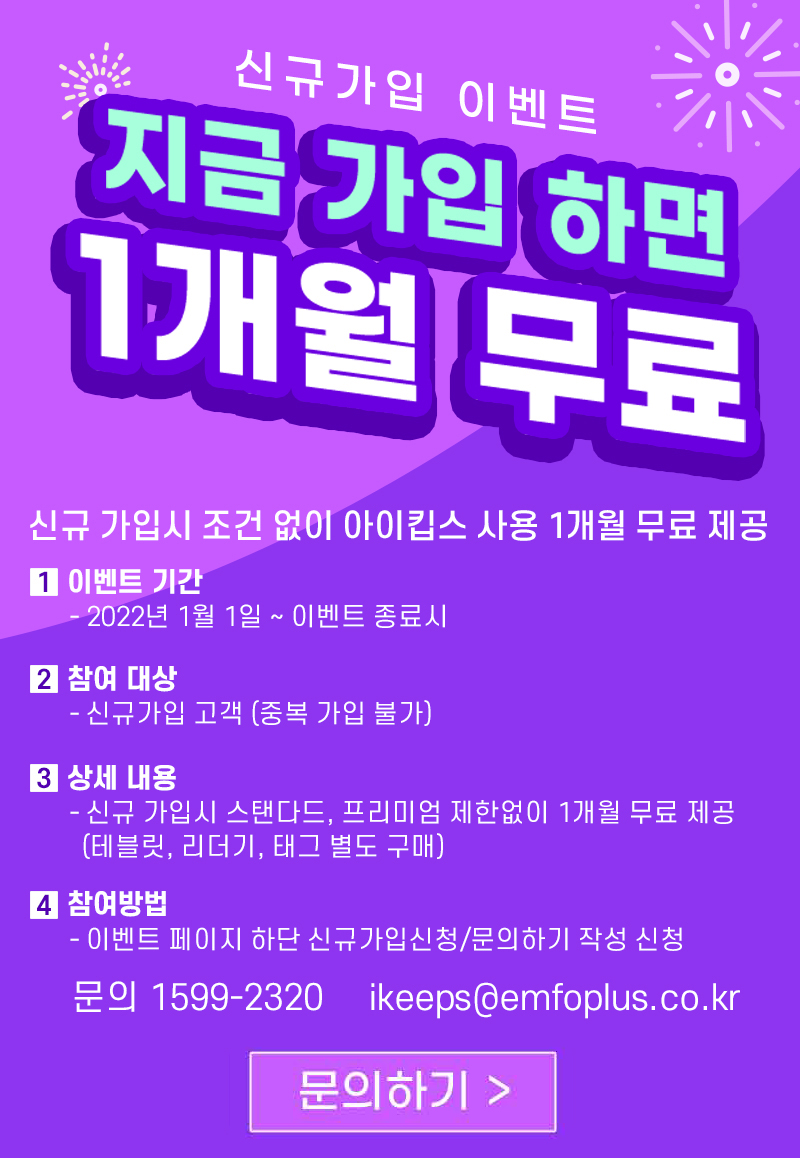 신규가입 이벤트
지금 가입 하면
1개월 무료
신규 가입시 조건 없이 아이킵스 사용 1개월 무료 제공
1 이벤트 기간
- 2022년 1월 1일 ~ 이벤트 종료시
2 참여 대상
- 신규가입 고객 (중복 가입 불가)
3 상세 내용
- 신규 가입시 스탠다드, 프리미엄 제한없이 1개월 무료 제공
(테블릿, 리더기, 태그 별도 구매)
4 참여방법
- 이벤트 페이지 하단 신규가입신청/문의하기 작성 신청
문의 1599-2320 ikeeps@emfoplus.co.kr
문의하기 >